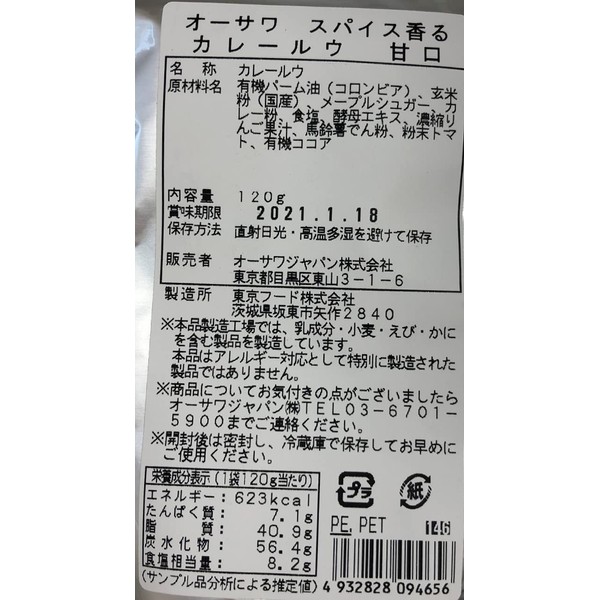 オーサワ スパイス香る
カレールウ 甘口
名称 カレールウ
原材料名 有機パーム油（コロンビア）、玄米
粉（国産）、メープルシュガー、カ
レー粉、食塩、酵母エキス、濃縮り
んご果汁、馬鈴薯でん粉、粉末トマ
ト、有機ココア
内容量 120g
賞味期限 2021.1.18
保存方法 直射日光・高温多湿を避けて保存
販売者 オーサワジャパン株式会社
東京都目黒区東山3-1-6
製造所 東京フード株式会社
茨城県坂東市矢作2840
※本品製造工場では、乳成分・小麦・えび・かに
を含む製品を製造しています。
本品はアレルギー対応として特別に製造された
製品ではありません。
※商品についてお気付きの点がございましたら
オーサワジャパン㈱TEL03-6701-
5900までご連絡ください。
※開封後は密封し、冷蔵庫で保存してお早めに
ご使用ください。
栄養成分表示（1袋120g当たり）
エネルギー：623kcal
たんぱく質： 7.1g
脂質：40.9g
炭水化物：56.4g
食塩相当量： 8.2g
（サンプル品分析による推定値）
プラ 紙
PE, PET 146
4 932828 094656